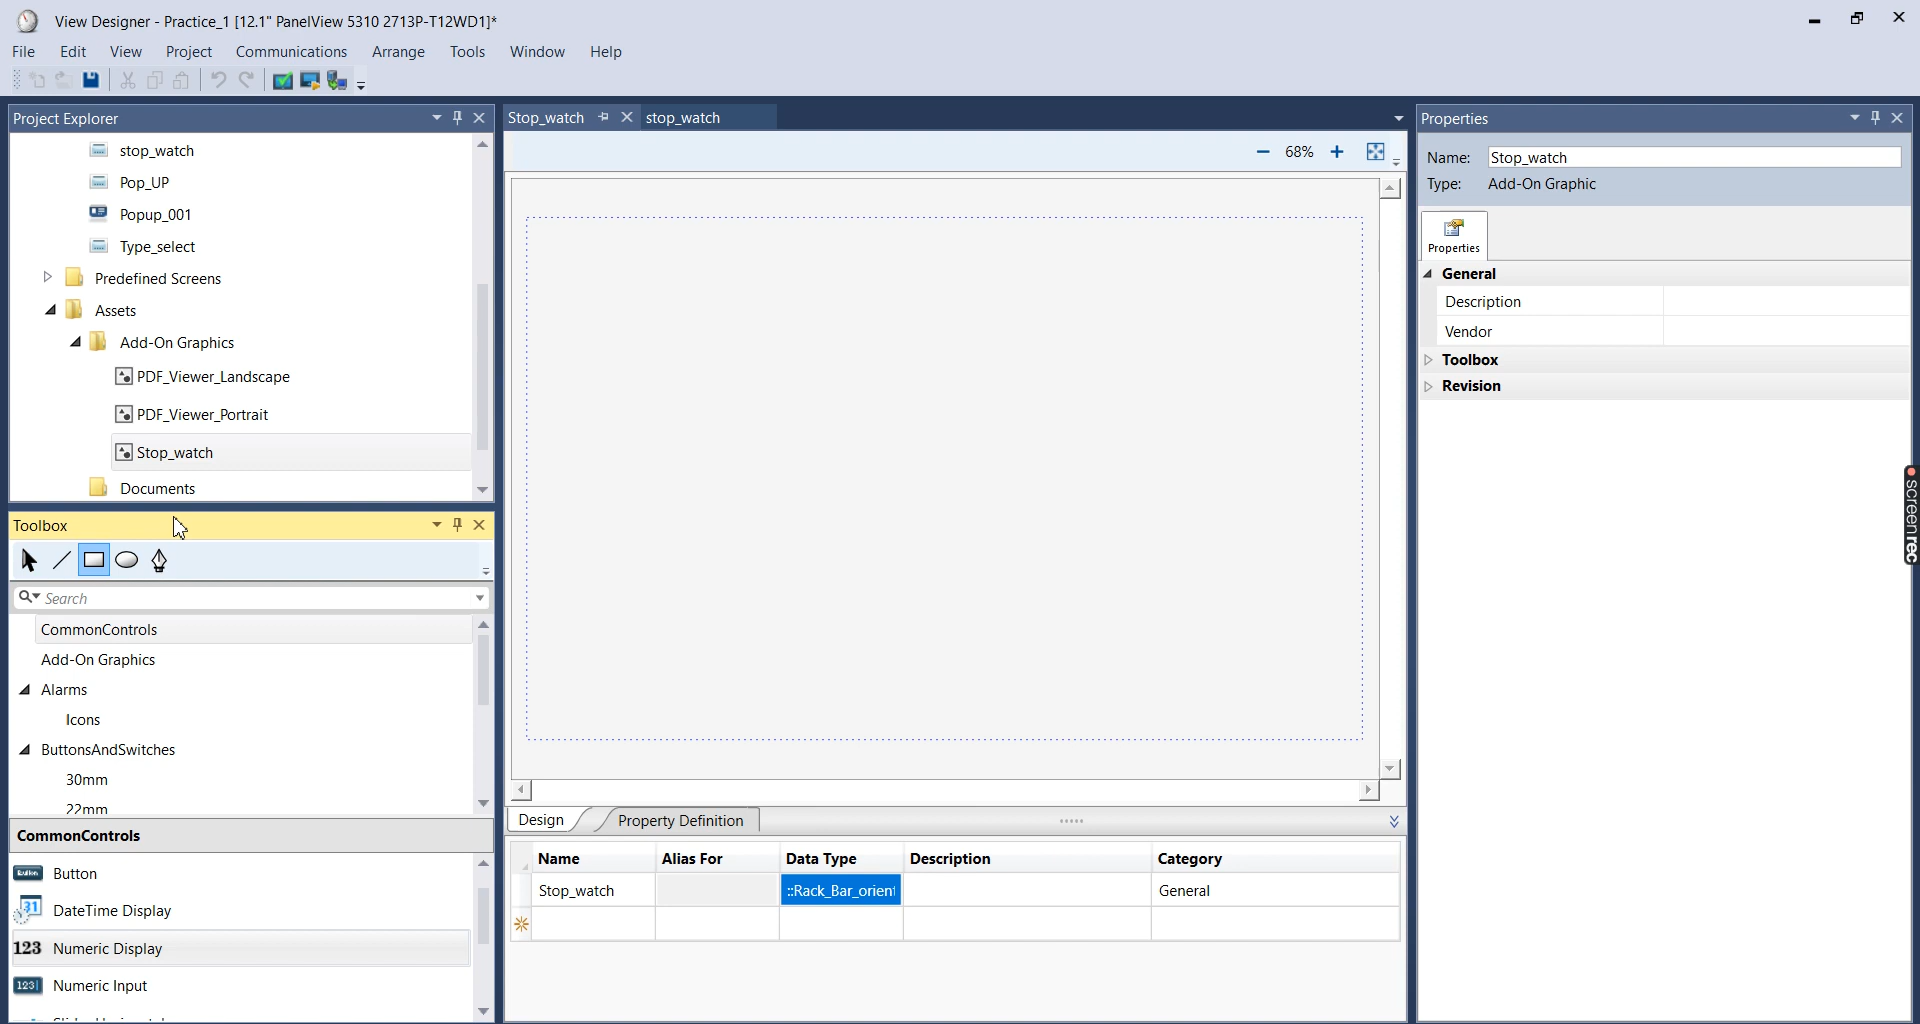 View Designer - Practice_1 [12.1" PanelView 5310 2713P-T12WD1]*
File Edit View Project Communications Arrange Tools Window Help
Project Explorer
stop_watch
Pop_UP
Popup_001
Type_select
Predefined Screens
Assets
Add-On Graphics
PDF_Viewer_Landscape
PDF_Viewer_Portrait
Stop_watch
Documents
Toolbox
Search
CommonControls
Add-On Graphics
Alarms
Icons
ButtonsAndSwitches
30mm
22mm
CommonControls
Button
31 DateTime Display
123 Numeric Display
123 Numeric Input
Stop_watch stop_watch
68%
Design Property Definition
Name Alias For Data Type Description Category
Stop_watch ::Rack_Bar_orient General
Properties
Name: Stop_watch
Type: Add-On Graphic
Properties
General
Description
Vendor
Toolbox
Revision
screenrec